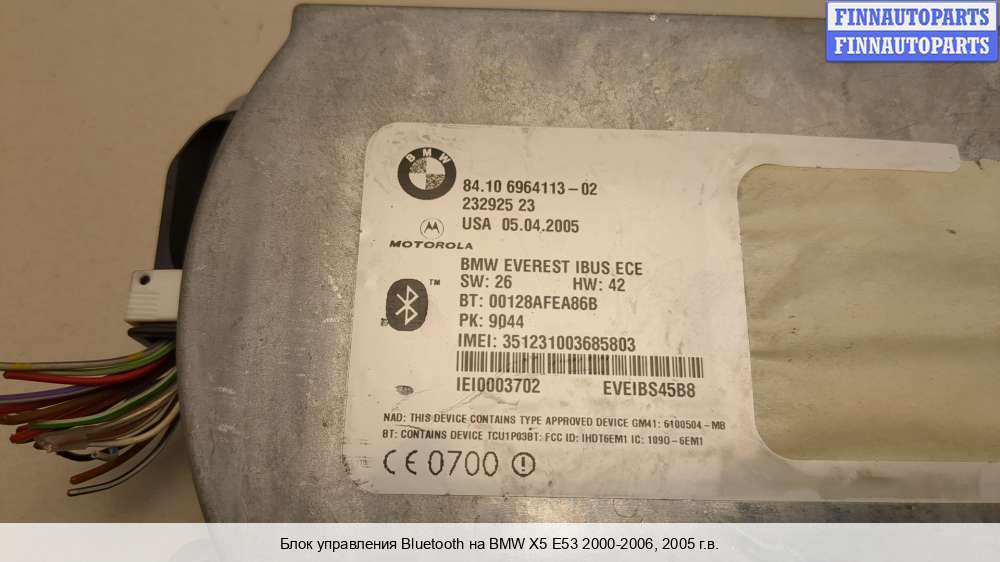 FINNAUTOPARTS
FINNAUTOPARTS
BMW
84.10 6964113-02
232925 23
USA 05.04.2005
MOTOROLA
BMW EVEREST IBUS ECE
SW: 26 HW: 42
TM
BT: 00128AFEA86B
PK: 9044
IMEI: 351231003685803
IEI0003702 EVEIBS45B8
NAD: THIS DEVICE CONTAINS TYPE APPROVED DEVICE GM41: 6100504-MB
BT: CONTAINS DEVICE TCU1P03BT: FCC ID: IHDT6EM1 IC: 109O-6EM1
CE 0700
Блок управления Bluetooth на BMW X5 E53 2000-2006, 2005 г.в.